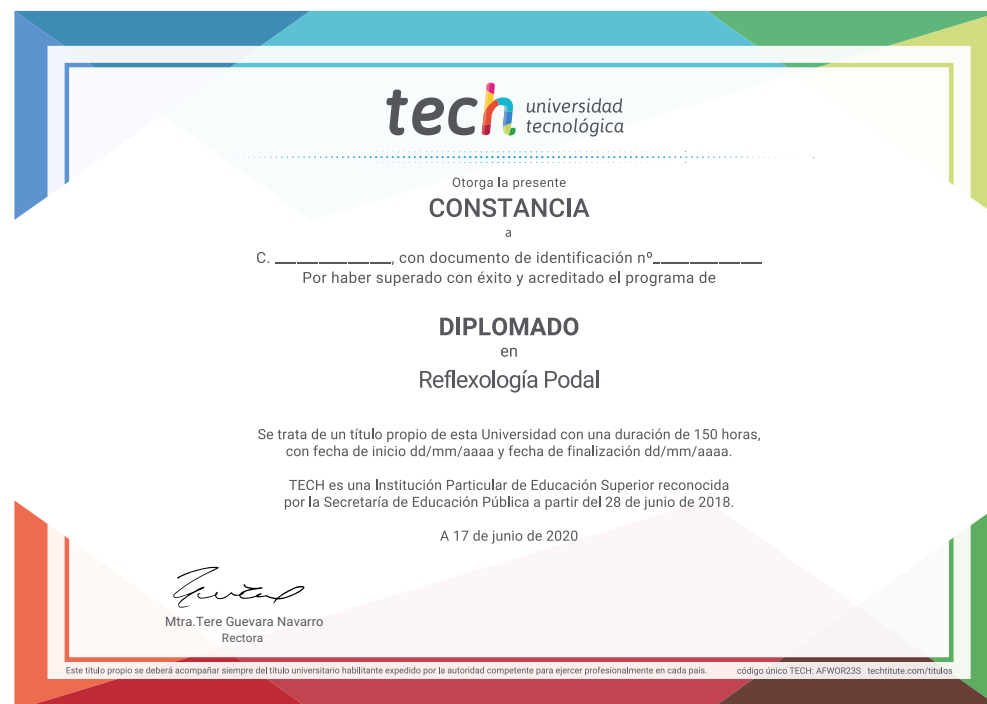 tech universidad
tecnológica
Otorga la presente
CONSTANCIA
a
C. ______________, con documento de identificación nº_____________
Por haber superado con éxito y acreditado el programa de
DIPLOMADO
en
Reflexología Podal
Se trata de un título propio de esta Universidad con una duración de 150 horas,
con fecha de inicio dd/mm/aaaa y fecha de finalización dd/mm/aaaa.
TECH es una Institución Particular de Educación Superior reconocida
por la Secretaría de Educación Pública a partir del 28 de junio de 2018.
A 17 de junio de 2020
Mtra.Tere Guevara Navarro
Rectora
Este título propio se deberá acompañar siempre del título universitario habilitante expedido por la autoridad competente para ejercer profesionalmente en cada país. código único TECH: AFWOR23S techtitute.com/titulos